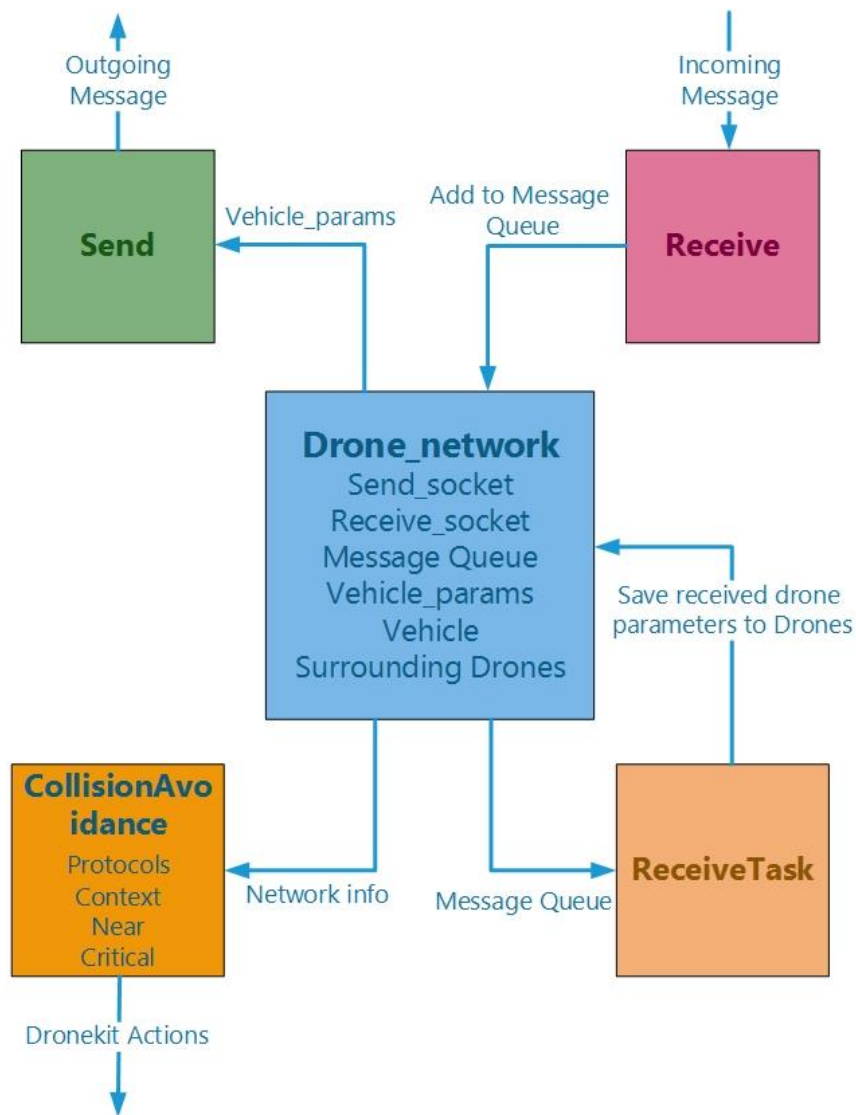 Outgoing
Message
Incoming
Message
Send
Vehicle_params
Add to Message
Queue
Receive
Drone_network
Send_socket
Receive_socket
Message Queue
Vehicle_params
Vehicle
Surrounding Drones
Save received drone
parameters to Drones
CollisionAvo
idance
Protocols
Context
Near
Critical
Network info
Message Queue
ReceiveTask
Dronekit Actions